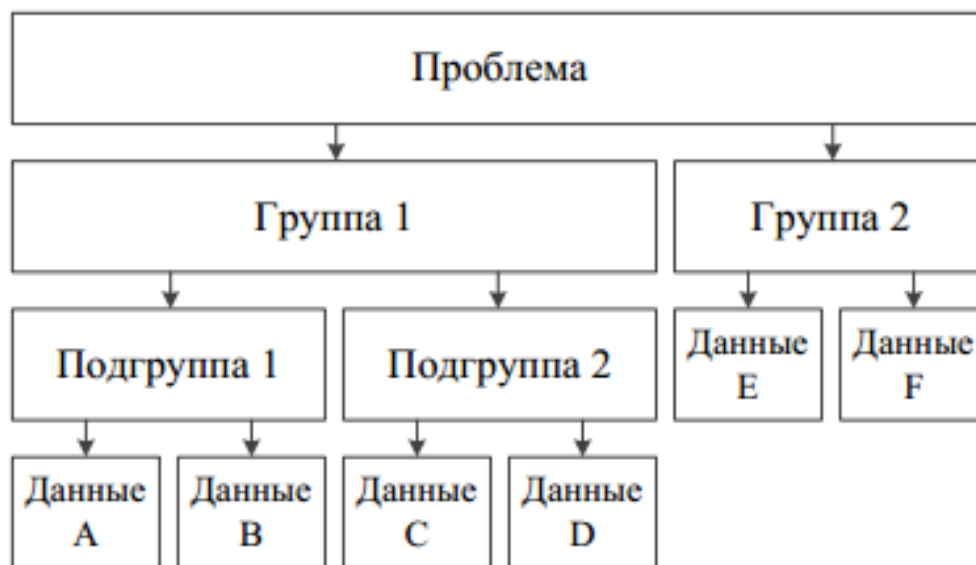 Проблема
Группа 1
Группа 2
Подгруппа 1
Подгруппа 2
Данные
E
Данные
F
Данные
A
Данные
B
Данные
C
Данные
D